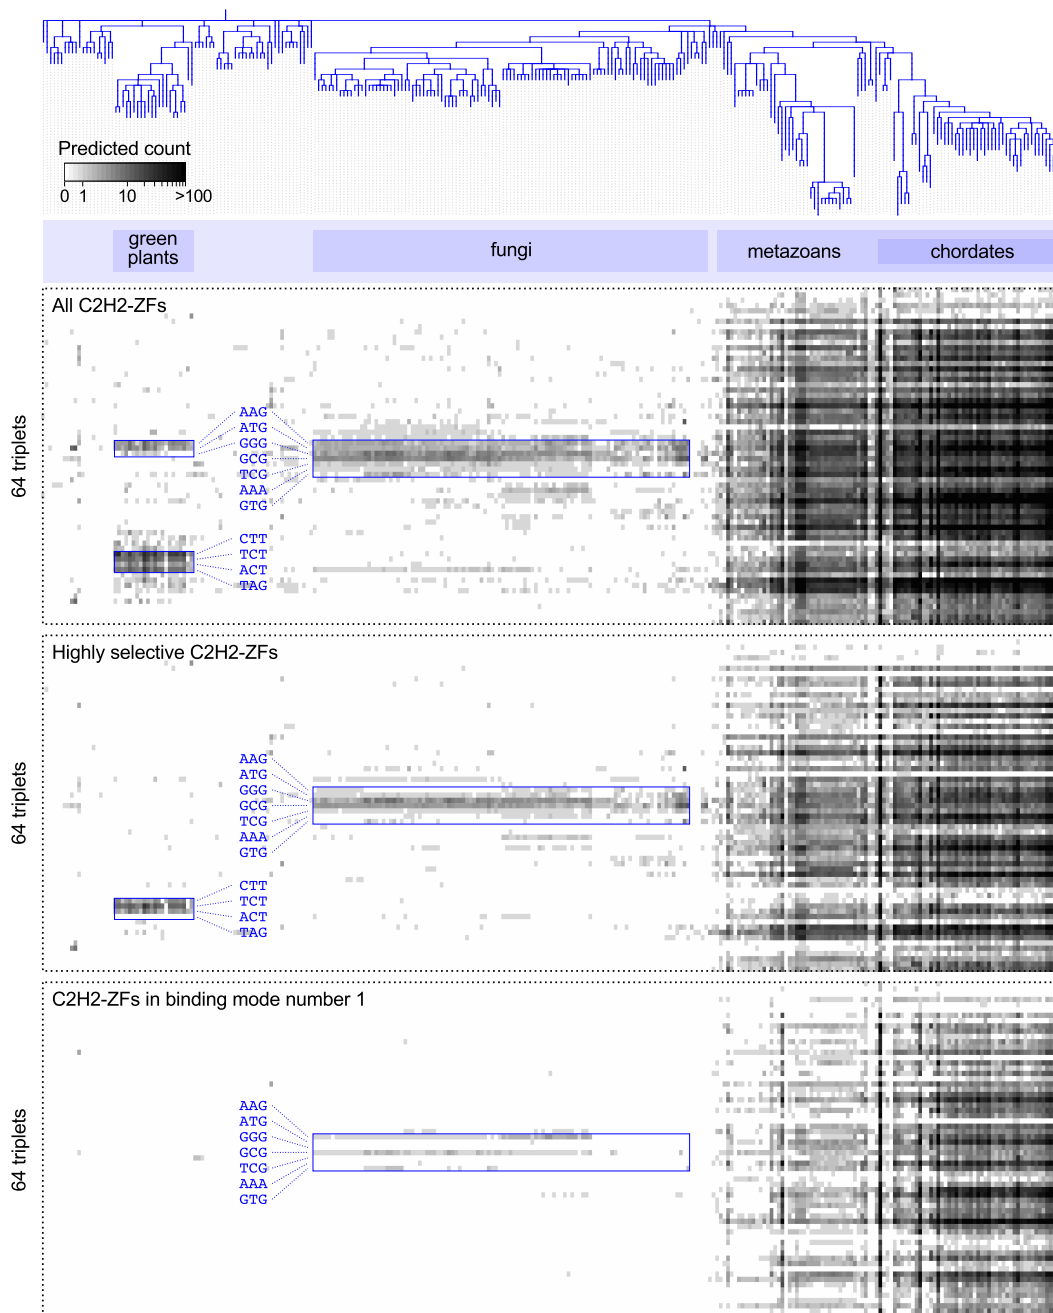 Predicted count
0 1 10 >100
green
plants
fungi
metazoans
chordates
All C2H2-ZFs
64 triplets
AAG
ATG
GGG
GCG
TCG
AAA
GTG
CTT
TCT
ACT
TAG
Highly selective C2H2-ZFs
64 triplets
AAG
ATG
GGG
GCG
TCG
AAA
GTG
CTT
TCT
ACT
TAG
C2H2-ZFs in binding mode number 1
64 triplets
AAG
ATG
GGG
GCG
TCG
AAA
GTG